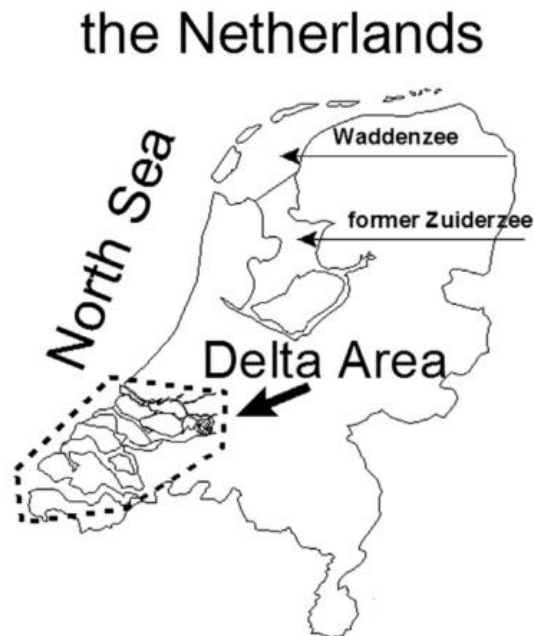 the Netherlands
Waddenzee
former Zuiderzee
North Sea
Delta Area